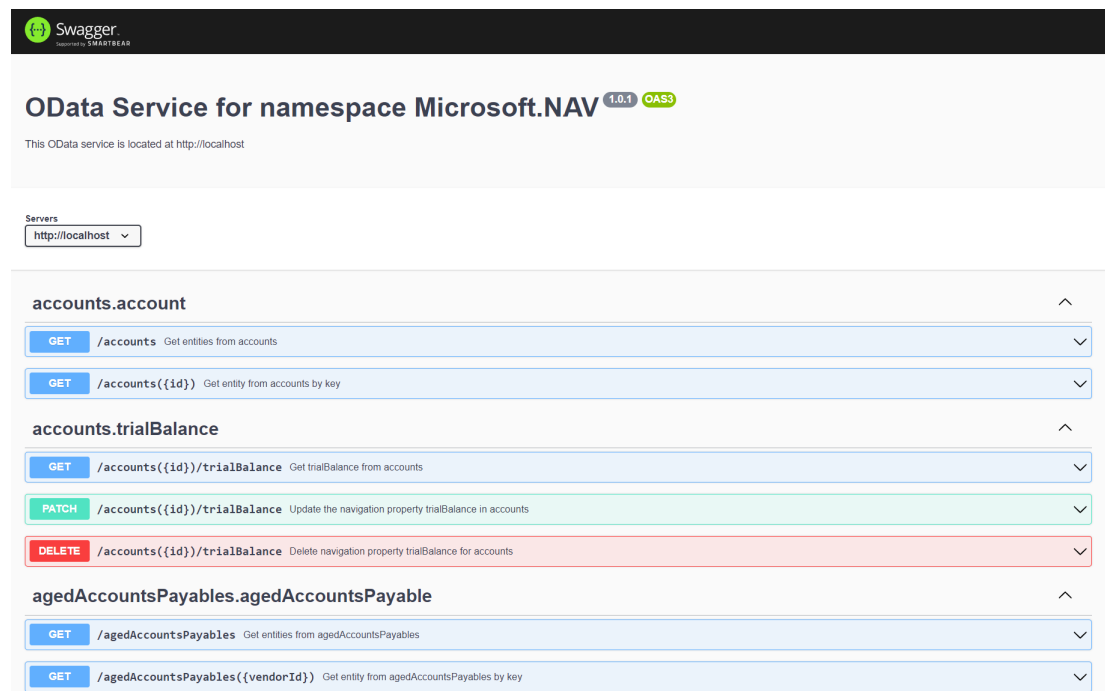 {··} Swagger.
Supported by SMARTBEAR
OData Service for namespace Microsoft.NAV 1.0.1 OAS3
This OData service is located at http://localhost
Servers
http://localhost
accounts.account
GET /accounts Get entities from accounts
GET /accounts({id}) Get entity from accounts by key
accounts.trialBalance
GET /accounts({id})/trialBalance Get trialBalance from accounts
PATCH /accounts({id})/trialBalance Update the navigation property trialBalance in accounts
DELETE /accounts({id})/trialBalance Delete navigation property trialBalance for accounts
agedAccountsPayables.agedAccountsPayable
GET /agedAccountsPayables Get entities from agedAccountsPayables
GET /agedAccountsPayables({vendorId}) Get entity from agedAccountsPayables by key